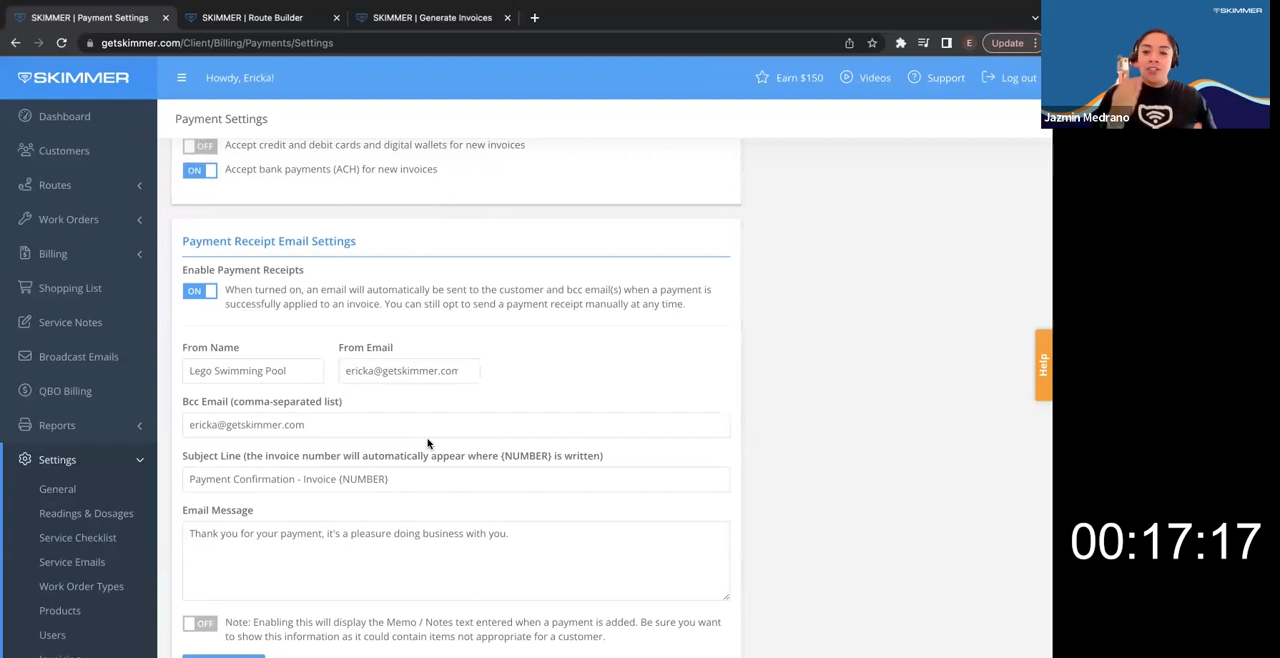 SKIMMER | Payment Settings
SKIMMER | Route Builder
SKIMMER | Generate Invoices
getskimmer.com/Client/Billing/Payments/Settings
E
Update
SKIMMER
Jazmin Medrano
SKIMMER
Howdy, Ericka!
Earn $150
Videos
Support
Log out
Payment Settings
Dashboard
Customers
Routes
Work Orders
Billing
Shopping List
Service Notes
Broadcast Emails
QBO Billing
Reports
Settings
General
Readings & Dosages
Service Checklist
Service Emails
Work Order Types
Products
Users
Invoicing
OFF Accept credit and debit cards and digital wallets for new invoices
ON Accept bank payments (ACH) for new invoices
Payment Receipt Email Settings
Enable Payment Receipts
ON When turned on, an email will automatically be sent to the customer and bcc email(s) when a payment is
successfully applied to an invoice. You can still opt to send a payment receipt manually at any time.
From Name From Email
Lego Swimming Pool ericka@getskimmer.com
Bcc Email (comma-separated list)
ericka@getskimmer.com
Subject Line (the invoice number will automatically appear where {NUMBER} is written)
Payment Confirmation - Invoice {NUMBER}
Email Message
Thank you for your payment, it's a pleasure doing business with you.
OFF Note: Enabling this will display the Memo / Notes text entered when a payment is added. Be sure you want
to show this information as it could contain items not appropriate for a customer.
Help
00:17:17